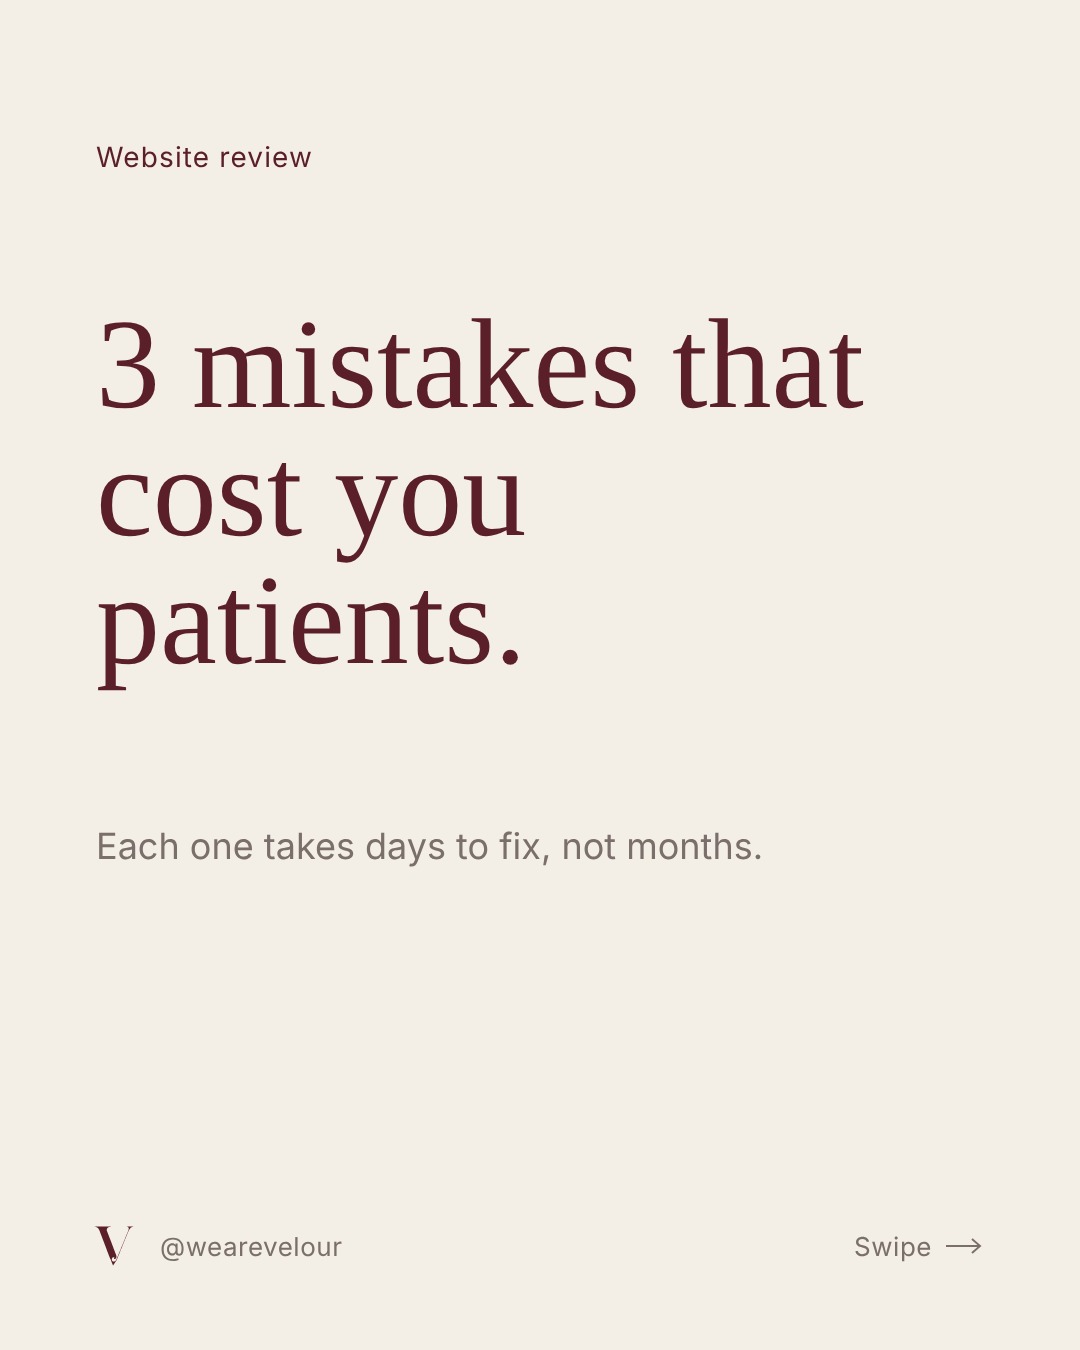 Website review
3 mistakes that
cost you
patients.
Each one takes days to fix, not months.
V @wearevelour
Swipe →